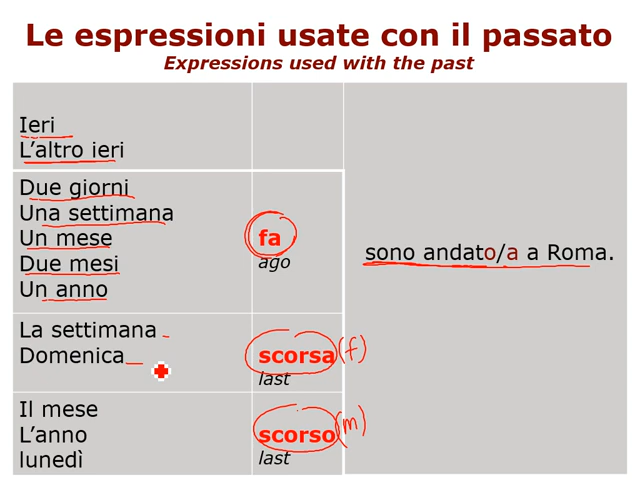 Le espressioni usate con il passato
Expressions used with the past
Ieri
L'altro ieri
Due giorni
Una settimana
Un mese
Due mesi
Un anno
fa
ago
sono andato/a a Roma.
La settimana
Domenica
scorsa (f)
last
Il mese
L'anno
lunedì
scorso (m)
last